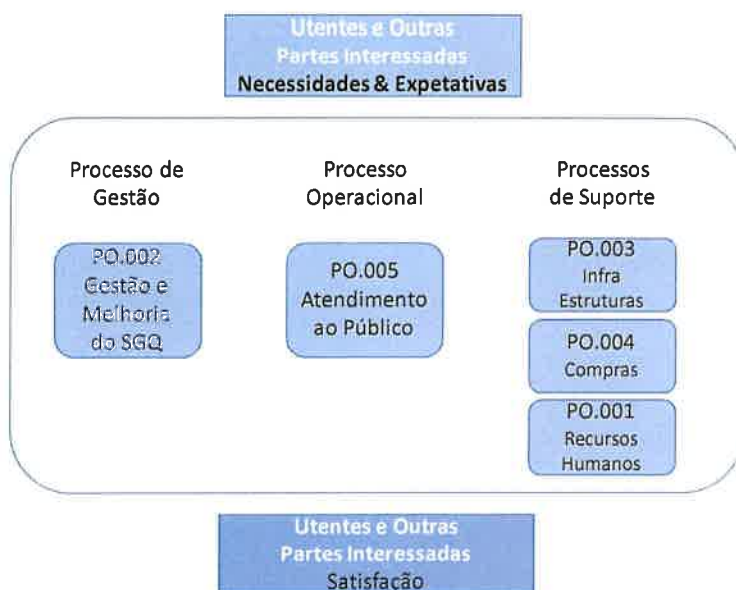 Utentes e Outras
Partes Interessadas
Necessidades & Expetativas
Processo de
Gestão
PO.002
Gestão e
Melhoria
do SGQ
Processo
Operacional
PO.005
Atendimento
ao Público
Processos
de Suporte
PO.003
Infra
Estruturas
PO.004
Compras
PO.001
Recursos
Humanos
Utentes e Outras
Partes Interessadas
Satisfação